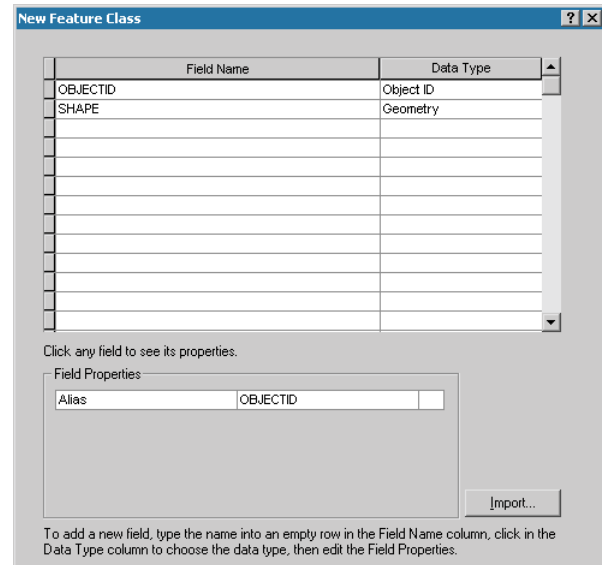 New Feature Class
Field Name Data Type
OBJECTID Object ID
SHAPE Geometry
Click any field to see its properties.
Field Properties
Alias OBJECTID
Import...
To add a new field, type the name into an empty row in the Field Name column, click in the
Data Type column to choose the data type, then edit the Field Properties.